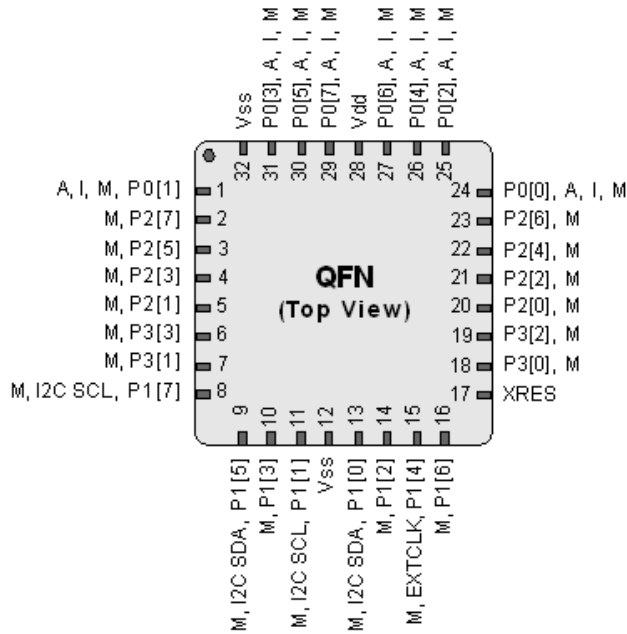 Vss
P0[3], A, I, M
P0[5], A, I, M
P0[7], A, I, M
Vdd
P0[6], A, I, M
P0[4], A, I, M
P0[2], A, I, M
32
31
30
29
28
27
26
25
A, I, M, P0[1] 1
M, P2[7] 2
M, P2[5] 3
M, P2[3] 4
M, P2[1] 5
M, P3[3] 6
M, P3[1] 7
M, I2C SCL, P1[7] 8
QFN
(Top View)
24 P0[0], A, I, M
23 P2[6], M
22 P2[4], M
21 P2[2], M
20 P2[0], M
19 P3[2], M
18 P3[0], M
17 XRES
9
10
11
12
13
14
15
16
M, I2C SDA, P1[5]
M, P1[3]
M, I2C SCL, P1[1]
Vss
M, I2C SDA, P1[0]
M, P1[2]
M, EXTCLK, P1[4]
M, P1[6]